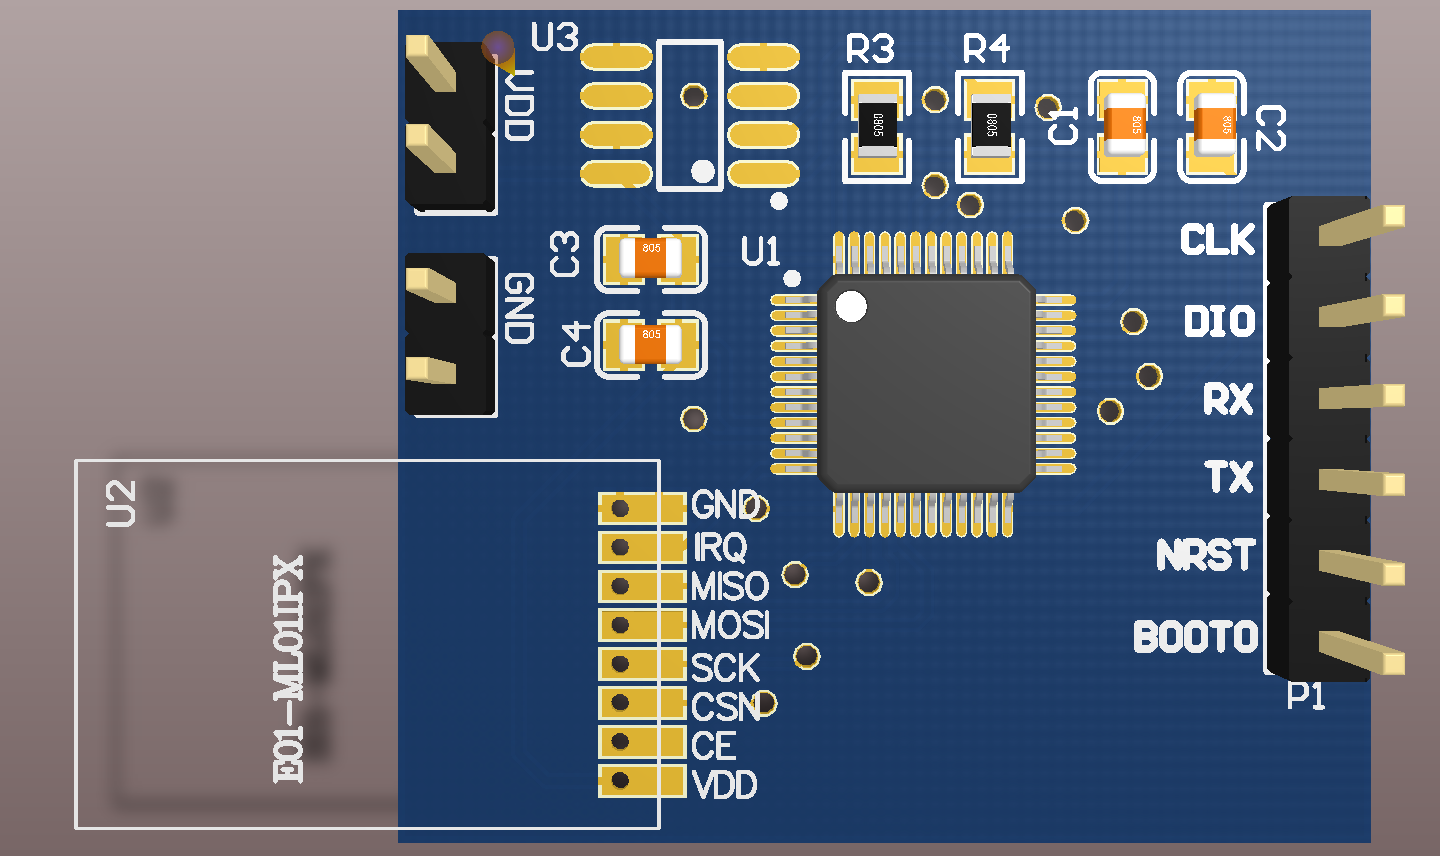 U3
VDD
R3
R4
0805
0805
C1
805
805
C2
C3
805
U1
GND
C4
805
CLK
DIO
RX
TX
NRST
BOOT0
P1
U2
E01-ML01IPX
GND
IRQ
MISO
MOSI
SCK
CSN
CE
VDD